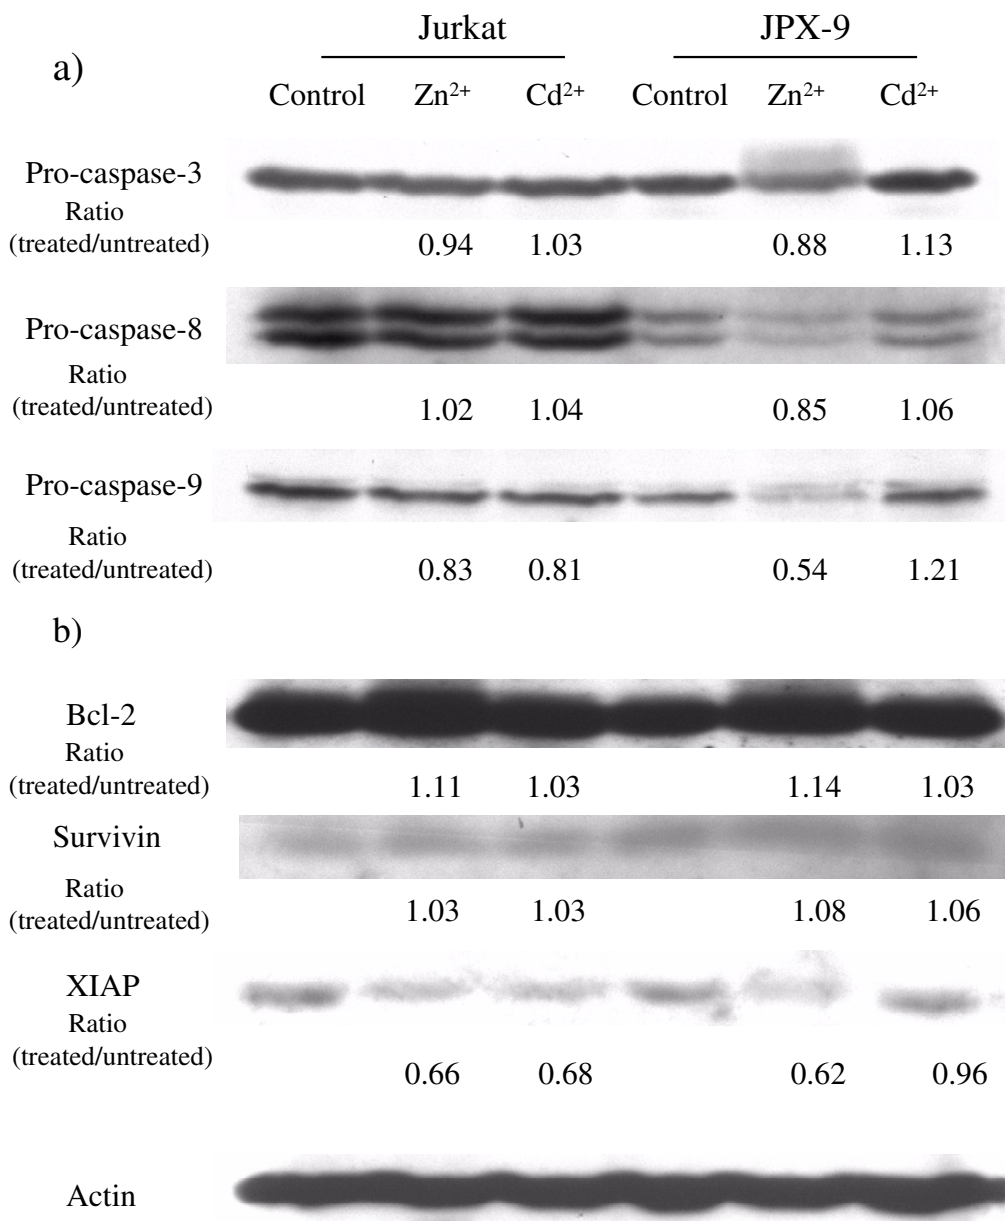 Jurkat JPX-9
a)
Control Zn²⁺ Cd²⁺ Control Zn²⁺ Cd²⁺
Pro-caspase-3
Ratio
(treated/untreated) 0.94 1.03 0.88 1.13
Pro-caspase-8
Ratio
(treated/untreated) 1.02 1.04 0.85 1.06
Pro-caspase-9
Ratio
(treated/untreated) 0.83 0.81 0.54 1.21
b)
Bcl-2
Ratio
(treated/untreated) 1.11 1.03 1.14 1.03
Survivin
Ratio
(treated/untreated) 1.03 1.03 1.08 1.06
XIAP
Ratio
(treated/untreated) 0.66 0.68 0.62 0.96
Actin